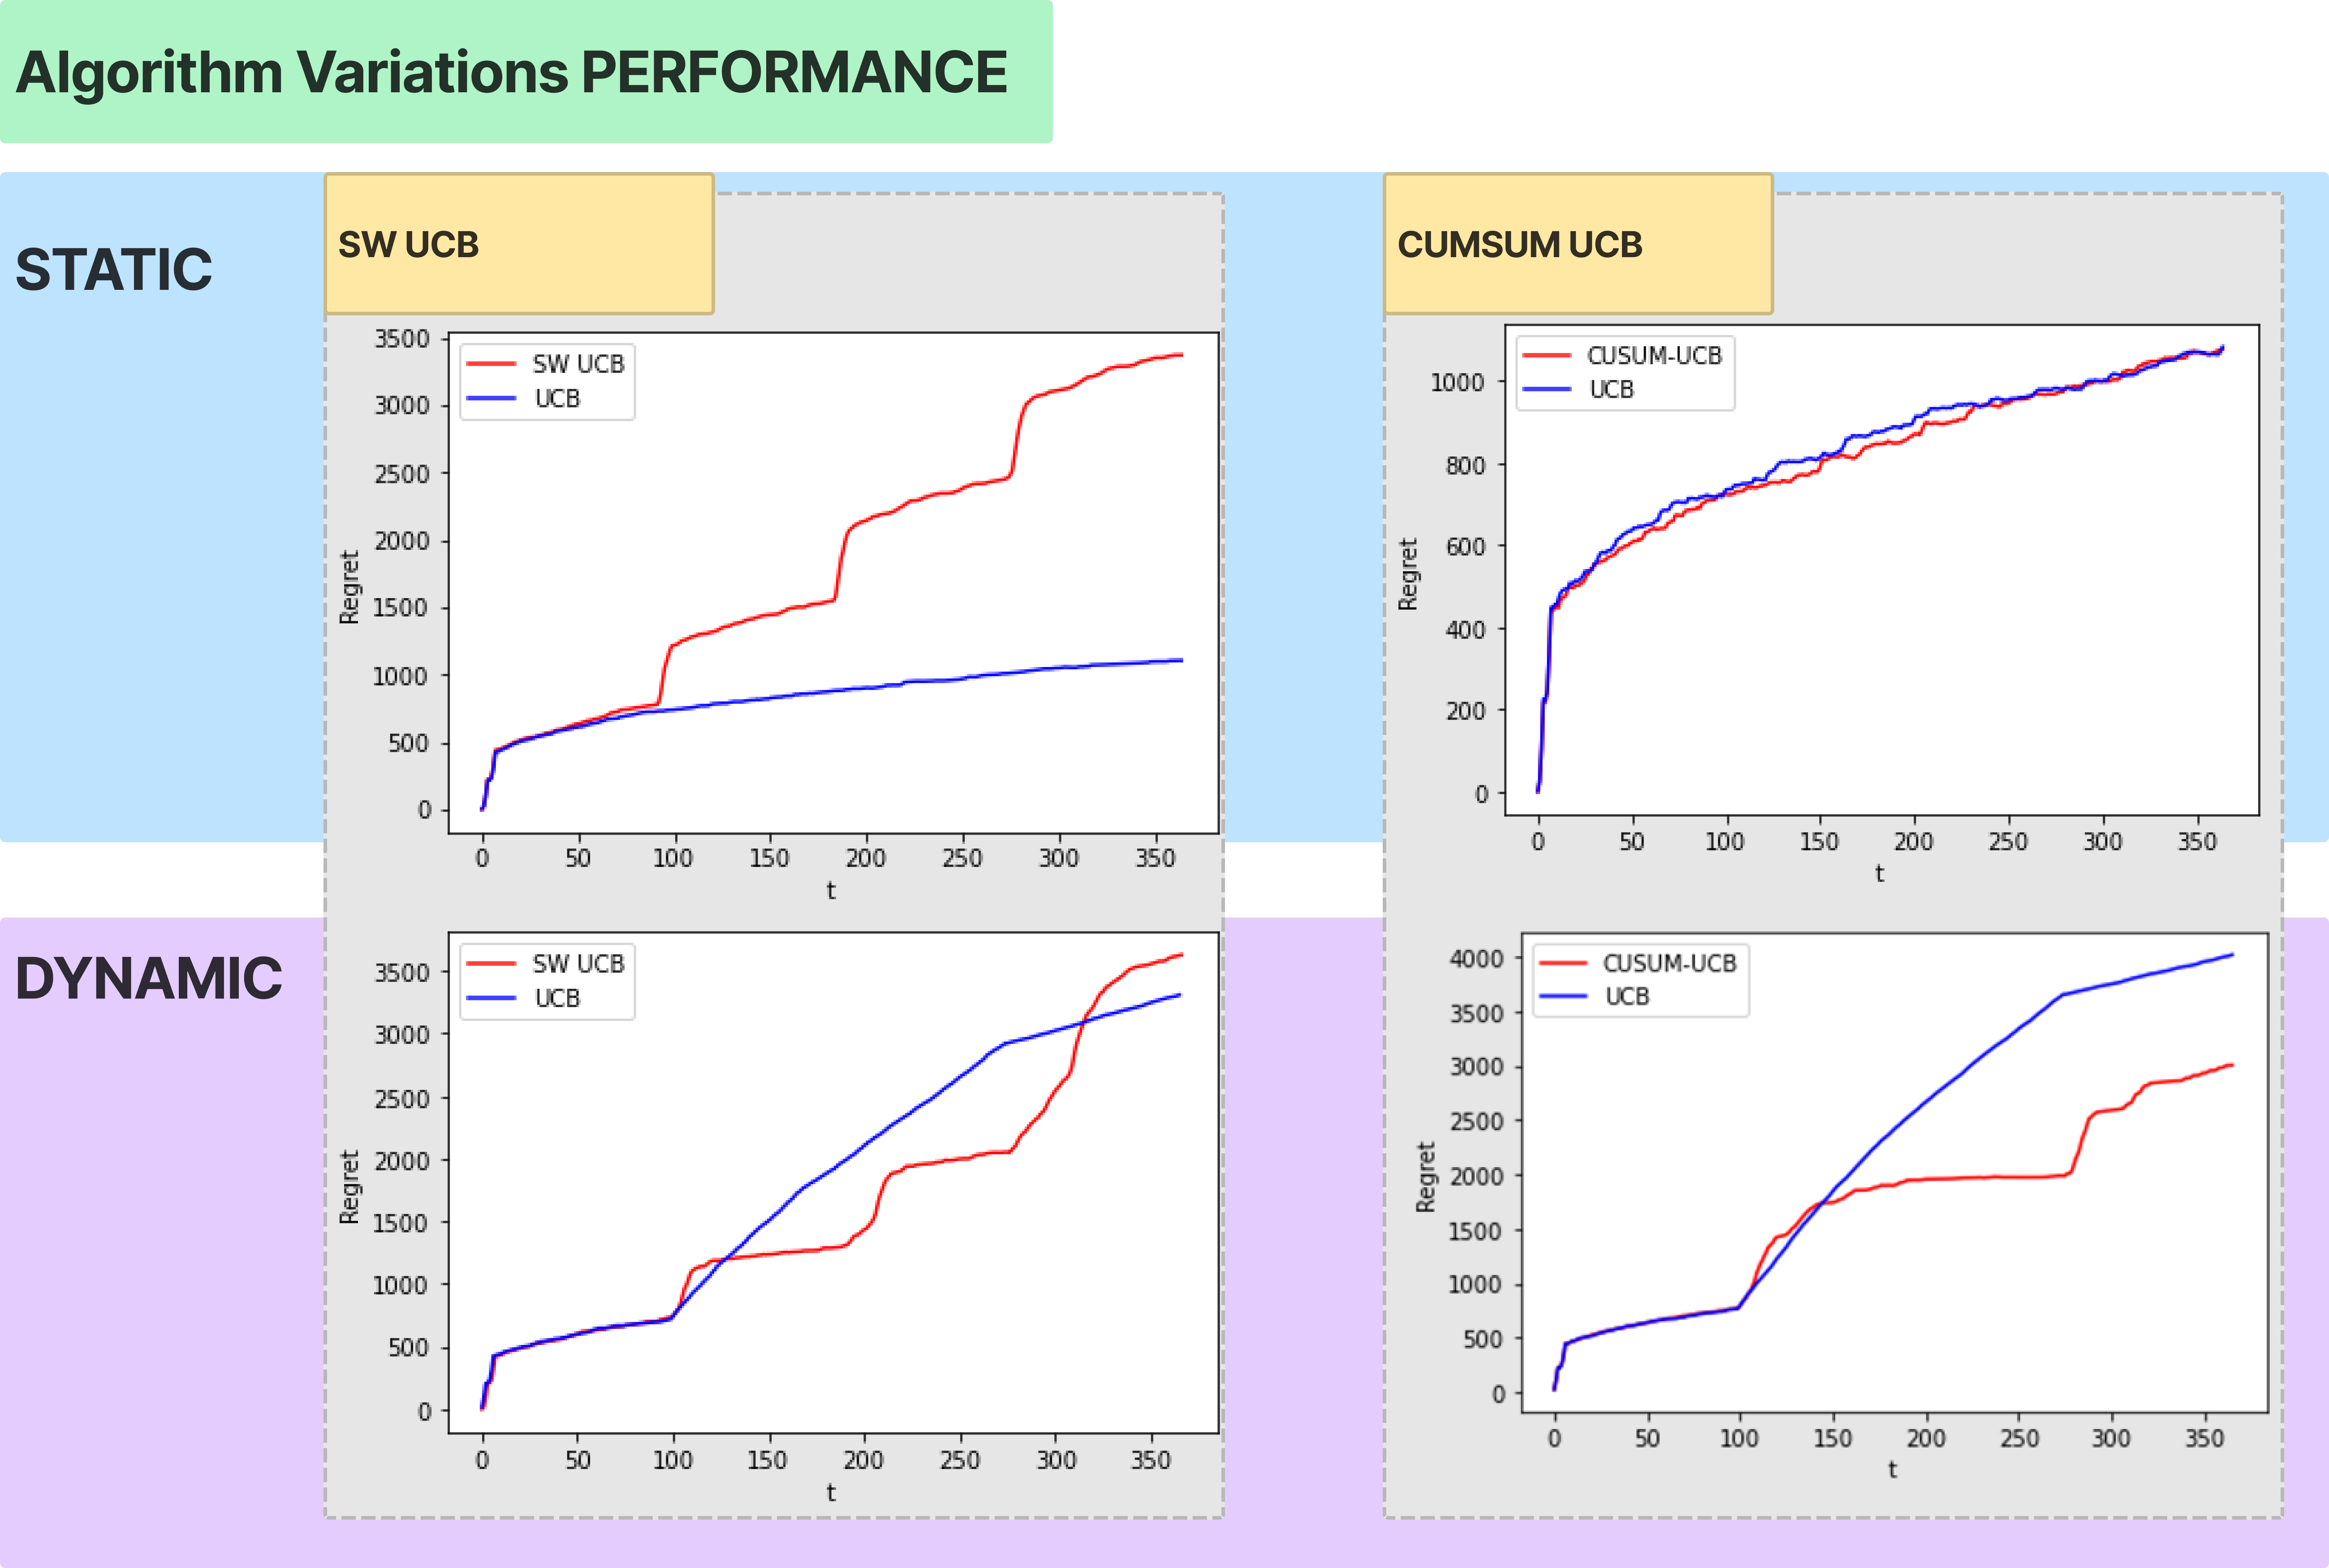 Algorithm Variations PERFORMANCE
STATIC
SW UCB
3500
3000
2500
2000
1500
1000
500
0
Regret
SW UCB
UCB
0 50 100 150 200 250 300 350
t
CUMSUM UCB
1000
800
600
400
200
0
Regret
CUSUM-UCB
UCB
0 50 100 150 200 250 300 350
t
DYNAMIC
3500
3000
2500
2000
1500
1000
500
0
Regret
SW UCB
UCB
0 50 100 150 200 250 300 350
t
4000
3500
3000
2500
2000
1500
1000
500
0
Regret
CUSUM-UCB
UCB
0 50 100 150 200 250 300 350
t